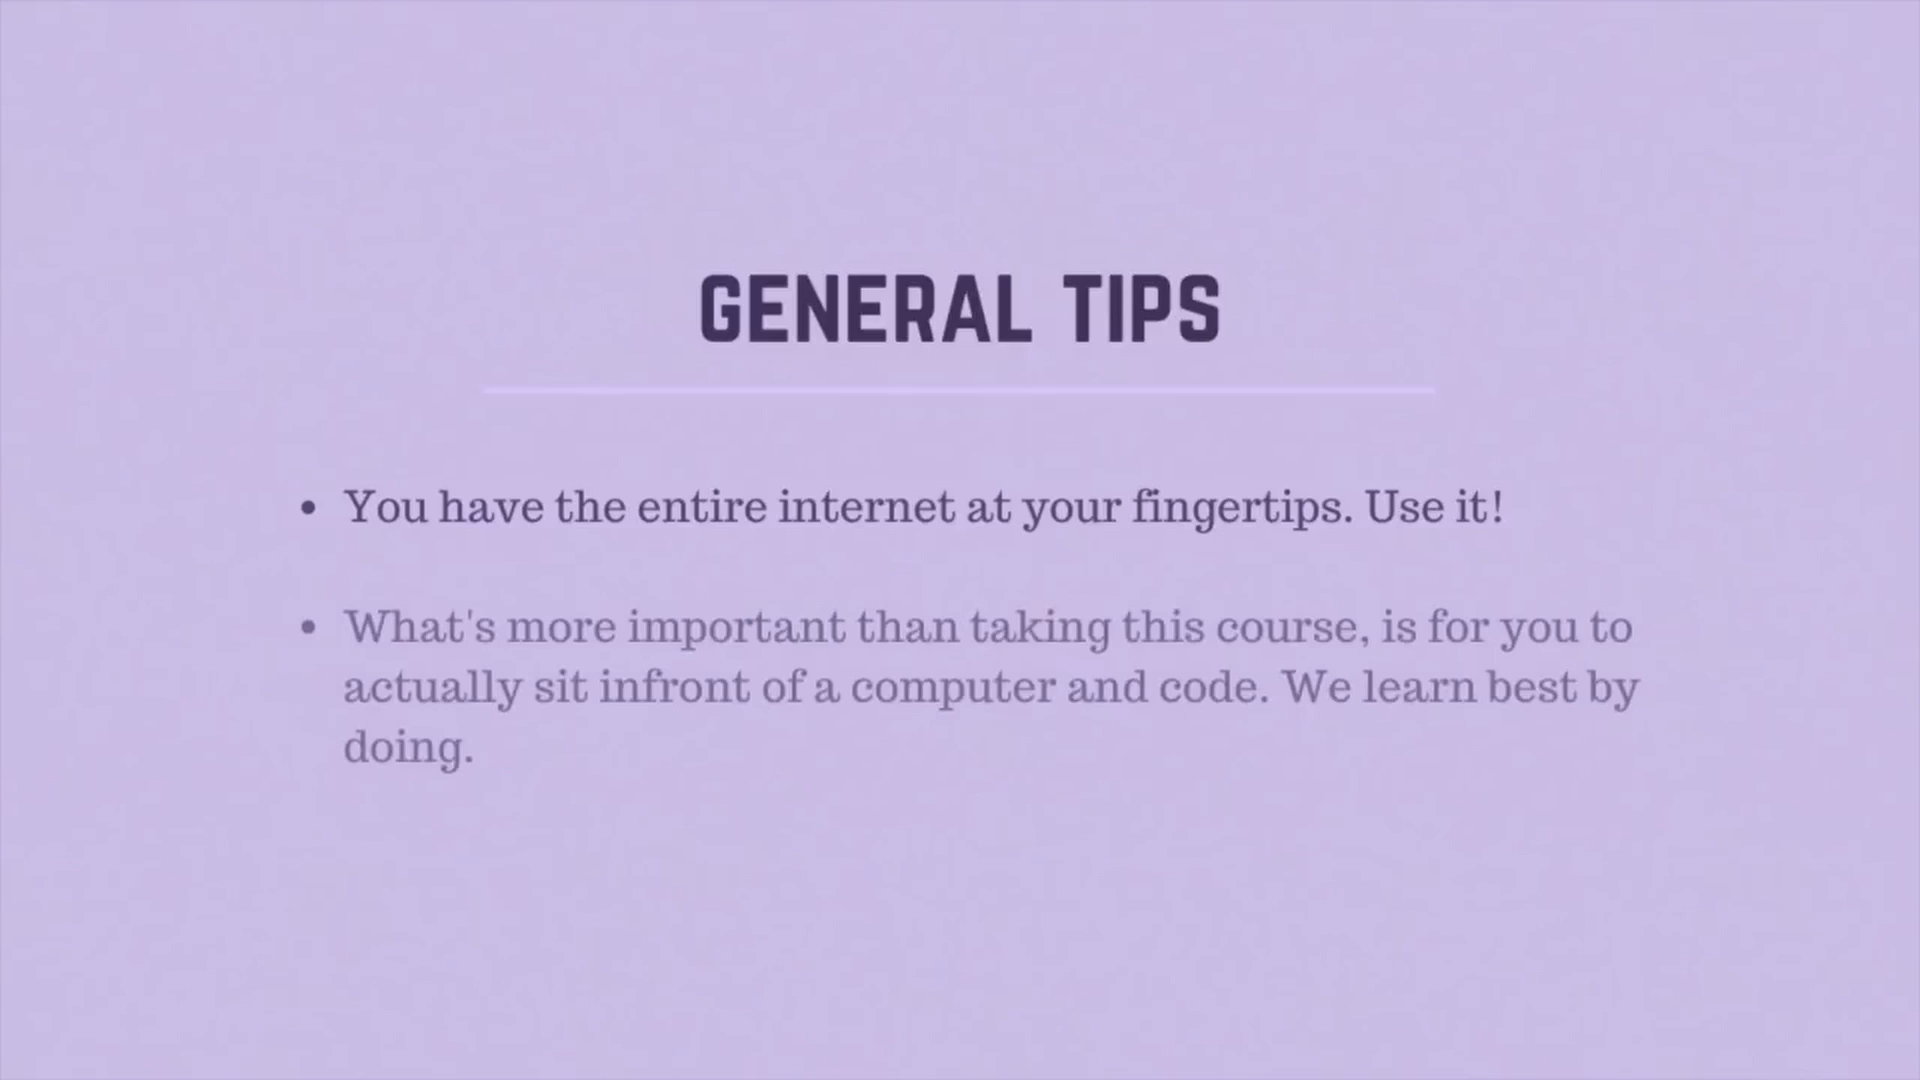 GENERAL TIPS
• You have the entire internet at your fingertips. Use it!
• What's more important than taking this course, is for you to
actually sit infront of a computer and code. We learn best by
doing.